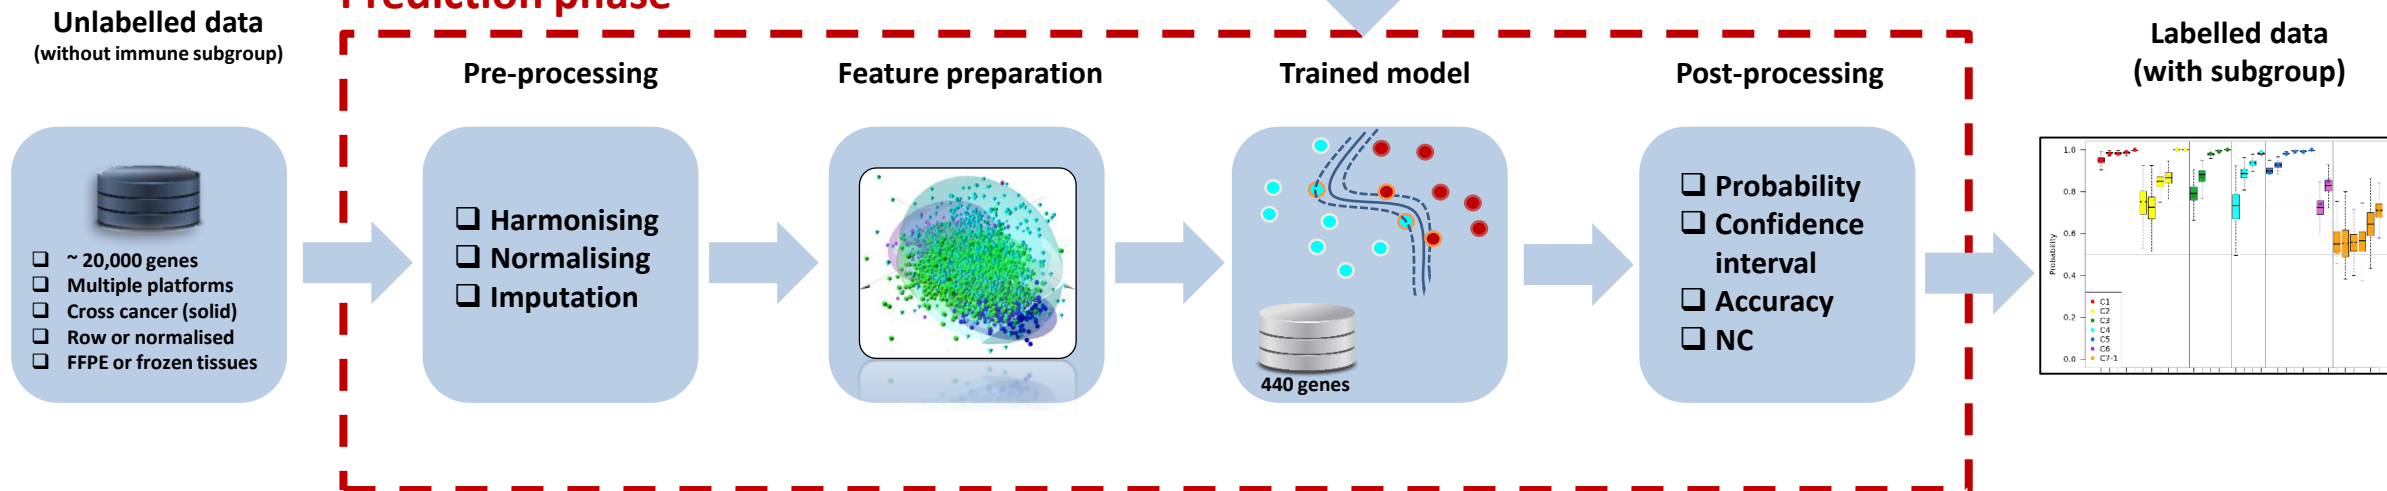 Prediction phase
Unlabelled data
(without immune subgroup)
~ 20,000 genes
Multiple platforms
Cross cancer (solid)
Row or normalised
FFPE or frozen tissues
Pre-processing
Harmonising
Normalising
Imputation
Feature preparation
Trained model
440 genes
Post-processing
Probability
Confidence
interval
Accuracy
NC
Labelled data
(with subgroup)
Probability
1.0
0.8
0.6
0.4
0.2
0.0
C1
C2
C3
C4
C5
C6
C7-1